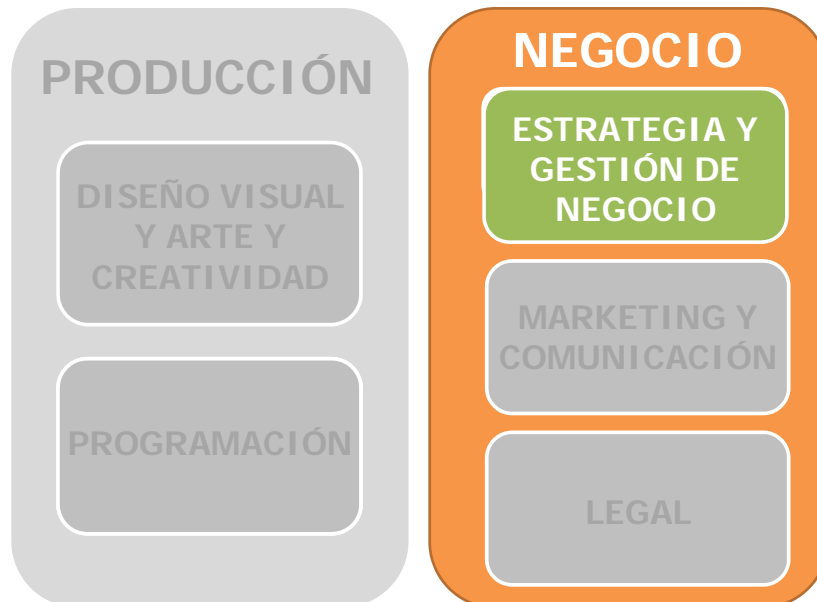 PRODUCCIÓN
DISEÑO VISUAL
Y ARTE Y
CREATIVIDAD
PROGRAMACIÓN
NEGOCIO
ESTRATEGIA Y
GESTIÓN DE
NEGOCIO
MARKETING Y
COMUNICACIÓN
LEGAL